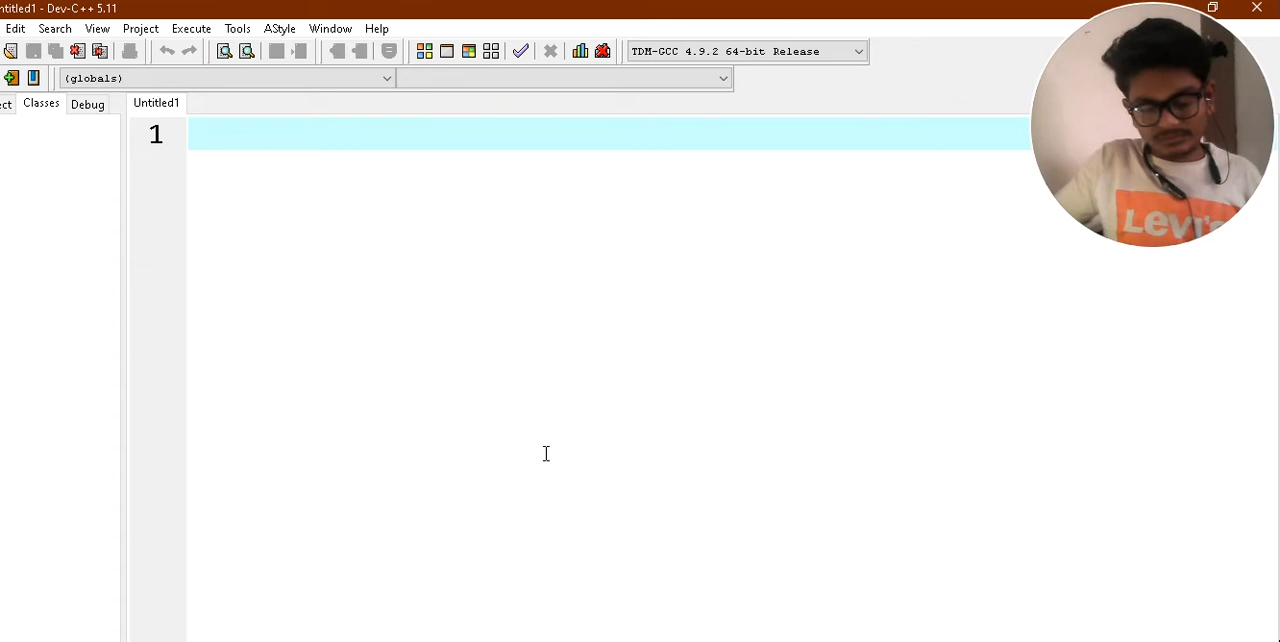 ntitled1 - Dev-C++ 5.11
Edit Search View Project Execute Tools AStyle Window Help
TDM-GCC 4.9.2 64-bit Release
(globals)
ect Classes Debug Untitled1
1
Levi's